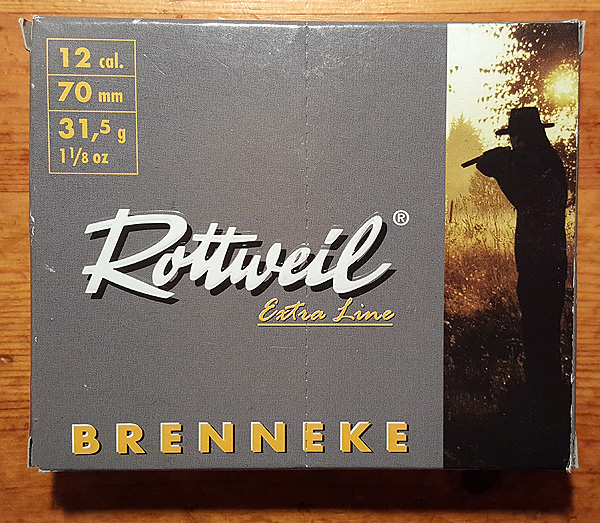 12 cal.
70 mm
31,5 g
1 1/8 oz
Rottweil®
Extra Line
BRENNEKE